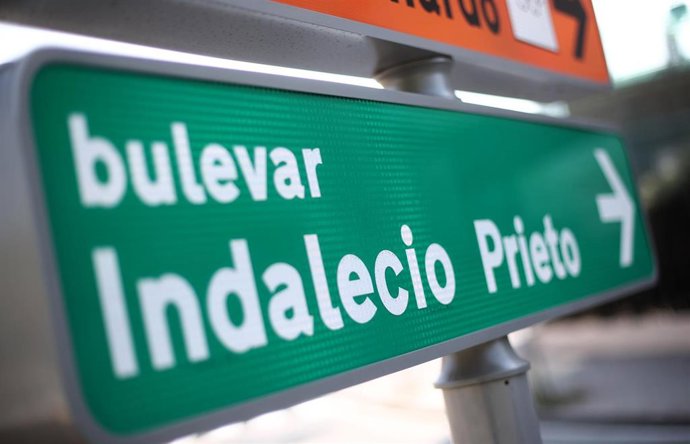 bulevar
Indalecio Prieto